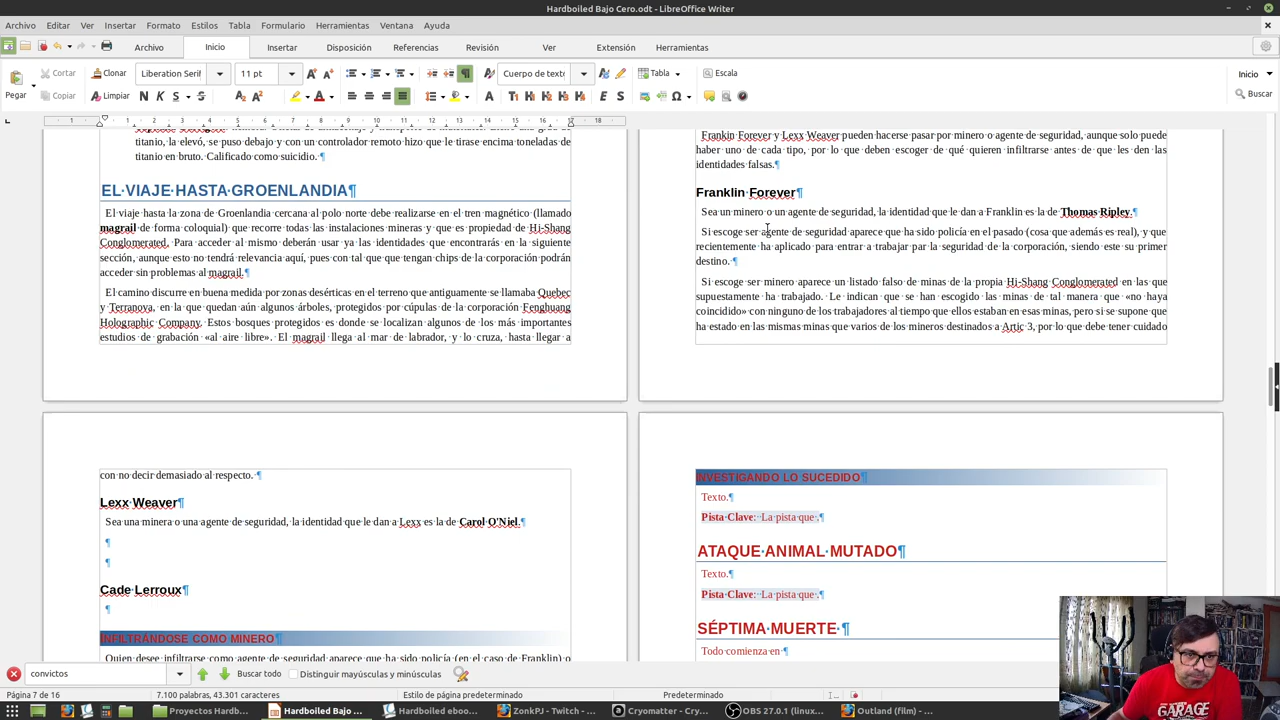 Hardboiled Bajo Cero.odt - LibreOffice Writer
Archivo Editar Ver Insertar Formato Estilos Tabla Formulario Herramientas Ventana Ayuda
Archivo Inicio Insertar Disposición Referencias Revisión Ver Extensión Herramientas
Pegar Cortar Clonar Liberation Serif 11 pt Cuerpo de texto Tabla Escala Inicio
Copiar Limpiar Buscar
titanio, la elevó, se puso debajo y con un controlador remoto hizo que le tirase encima toneladas de
titanio en bruto. Calificado como suicidio.
EL VIAJE HASTA GROENLANDIA
El viaje hasta la zona de Groenlandia cercana al polo norte debe realizarse en el tren magnético (llamado
magrail de forma coloquial) que recorre todas las instalaciones mineras y que es propiedad de Hi-Shang
Conglomerated. Para acceder al mismo deberán usar ya las identidades que encontrarás en la siguiente
sección, aunque esto no tendrá relevancia aquí, pues con tal que que tengan chips de la corporación podrán
acceder sin problemas al magrail.
El camino discurre en buena medida por zonas desérticas en el terreno que antiguamente se llamaba Quebec
y Terranova, en la que quedan aún algunos árboles, protegidos por cúpulas de la corporación Fenghuang
Holographic Company. Estos bosques protegidos es donde se localizan algunos de los más importantes
estudios de grabación «al aire libre». El magrail llega al mar de labrador, y lo cruza, hasta llegar a
Frankin Forever y Lexx Weaver pueden hacerse pasar por minero o agente de seguridad, aunque solo puede
haber uno de cada tipo, por lo que deben escoger de qué quieren infiltrarse antes de que les den las
identidades falsas.
Franklin Forever
Sea un minero o un agente de seguridad, la identidad que le dan a Franklin es la de Thomas Ripley.
Si escoge ser agente de seguridad aparece que ha sido policía en el pasado (cosa que además es real), y que
recientemente ha aplicado para entrar a trabajar par la seguridad de la corporación, siendo este su primer
destino.
Si escoge ser minero aparece un listado falso de minas de la propia Hi-Shang Conglomerated en las que
supuestamente ha trabajado. Le indican que se han escogido las minas de tal manera que «no haya
coincidido» con ninguno de los trabajadores al tiempo que ellos estaban en esas minas, pero si se supone que
ha estado en las mismas minas que varios de los mineros destinados a Artic 3, por lo que debe tener cuidado
con no decir demasiado al respecto.
Lexx Weaver
Sea una minera o una agente de seguridad, la identidad que le dan a Lexx es la de Carol O'Niel.
Cade Lerroux
INFILTRÁNDOSE COMO MINERO
Quien desee infiltrarse como agente de seguridad aparece que ha sido policía (en el caso de Franklin) o
INVESTIGANDO LO SUCEDIDO
Texto.
Pista Clave: La pista que .
ATAQUE ANIMAL MUTADO
Texto.
Pista Clave: La pista que .
SÉPTIMA MUERTE
Todo comienza en
convictos Buscar todo Distinguir mayúsculas y minúsculas
Página 7 de 16 7.100 palabras, 43.301 caracteres Estilo de página predeterminado Predeterminado
Proyectos Hardb... Hardboiled Bajo ... Hardboiled eboo... ZonkPJ - Twitch - ... Cryomatter - Cry... OBS 27.0.1 (linux... Outland (film) - ...
GARAGE